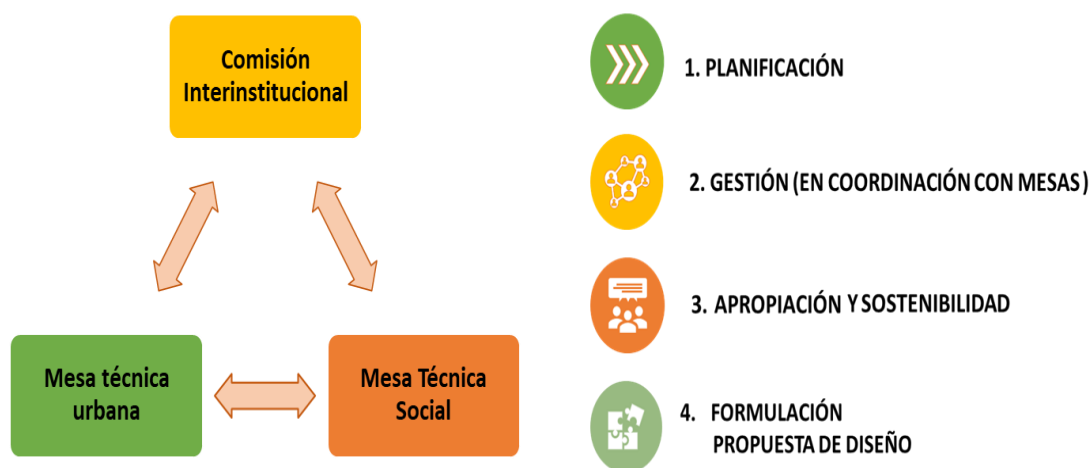 Comisión
Interinstitucional
Mesa técnica
urbana
Mesa Técnica
Social
1. PLANIFICACIÓN
2. GESTIÓN (EN COORDINACIÓN CON MESAS )
3. APROPIACIÓN Y SOSTENIBILIDAD
4. FORMULACIÓN
PROPUESTA DE DISEÑO